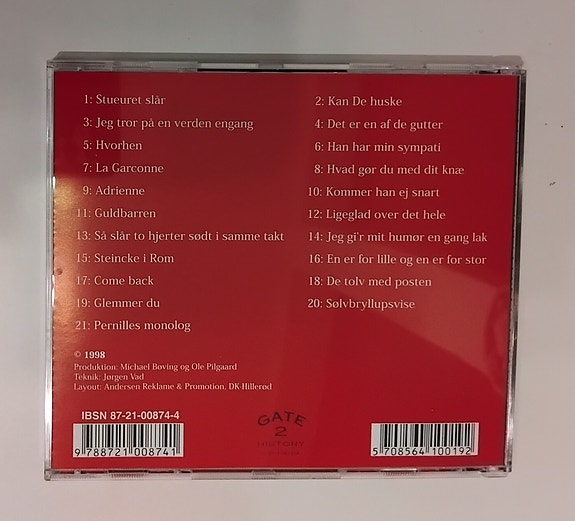 1: Stueuret slår
2: Kan De huske
3: Jeg tror på en verden engang
4: Det er en af de gutter
5: Hvorhen
6: Han har min sympati
7: La Garconne
8: Hvad gør du med dit knæ
9: Adrienne
10: Kommer han ej snart
11: Guldbarren
12: Ligeglad over det hele
13: Så slår to hjerter sødt i samme takt
14: Jeg gi'r mit humør en gang lak
15: Steincke i Rom
16: En er for lille og en er for stor
17: Come back
18: De tolv med posten
19: Glemmer du
20: Sølvbryllupsvise
21: Pernilles monolog
© 1998
Produktion: Michael Bøving og Ole Pilgaard
Teknik: Jørgen Vad
Layout: Andersen Reklame & Promotion, DK-Hillerød
IBSN 87-21-00874-4
GATE
2
HISTORY
9 788721 008741
5 708564 100192